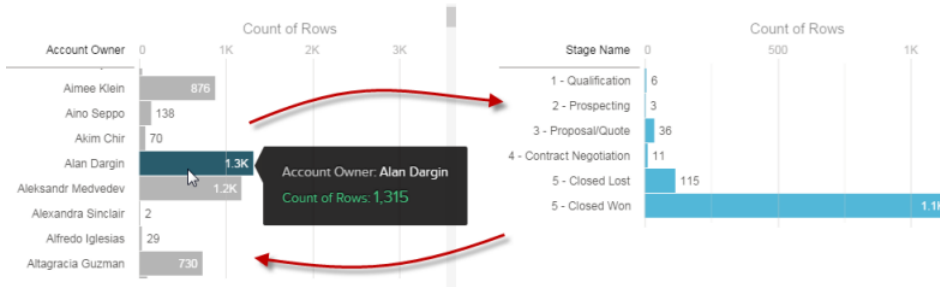 Count of Rows
Account Owner 0 1K 2K 3K
Aimee Klein 876
Aino Seppo 138
Akim Chir 70
Alan Dargin 1.3K
Aleksandr Medvedev 1.2K
Alexandra Sinclair 2
Alfredo Iglesias 29
Altagracia Guzman 730
Account Owner: Alan Dargin
Count of Rows: 1,315
Count of Rows
Stage Name 0 500 1K
1 - Qualification 6
2 - Prospecting 3
3 - Proposal/Quote 36
4 - Contract Negotiation 11
5 - Closed Lost 115
5 - Closed Won 1.1K